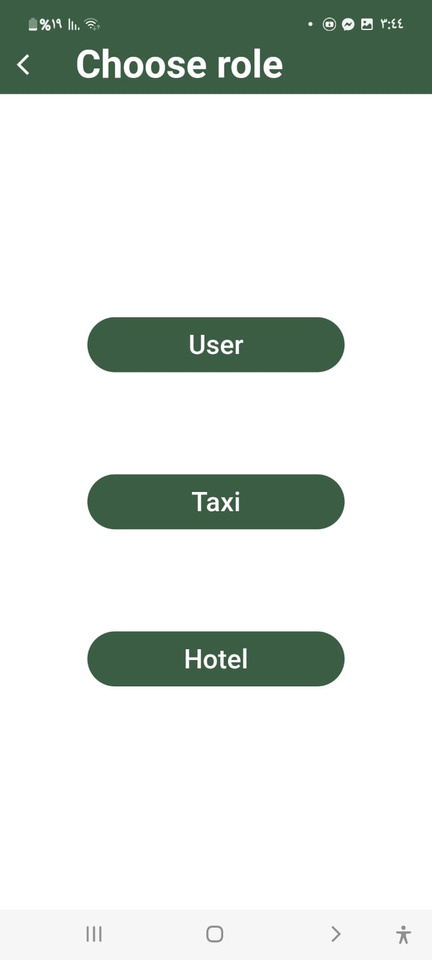 %١٩
٣:٤٤
Choose role
User
Taxi
Hotel